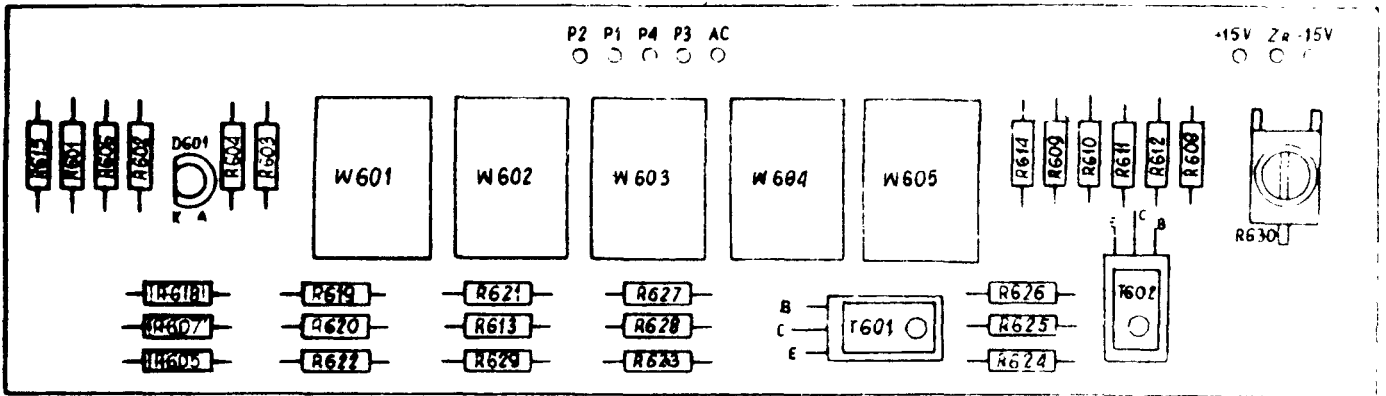 P2 P1 P4 P3 AC
+15V ZR -15V
R615 R601 R606 R602 D601 R604 R603
K A
W601 W602 W603 W604 W605
R614 R609 R610 R611 R612 R608
R630
E C B
R618 R619 R621 R627
R607 R620 R613 R628
R605 R622 R629 R623
B
C
E
T601
R626
R625
R624
T602